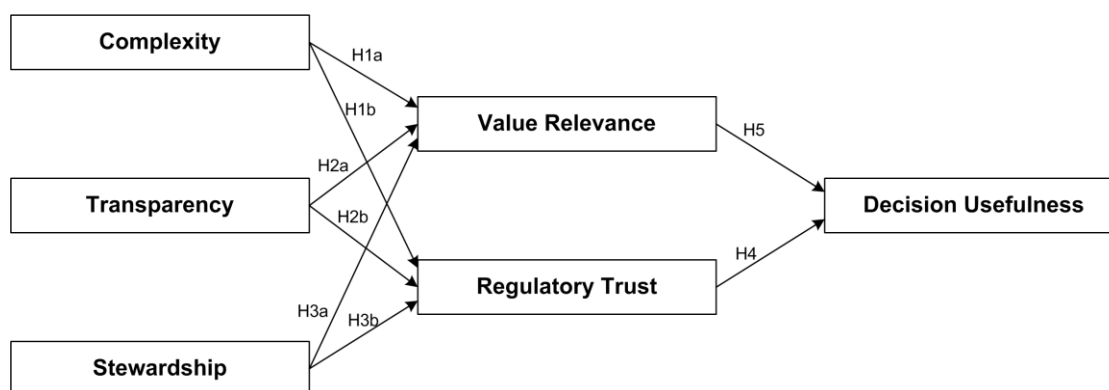 Complexity
H1a
H1b
Value Relevance
H5
H2a
Transparency
Decision Usefulness
H2b
H4
Regulatory Trust
H3a
H3b
Stewardship